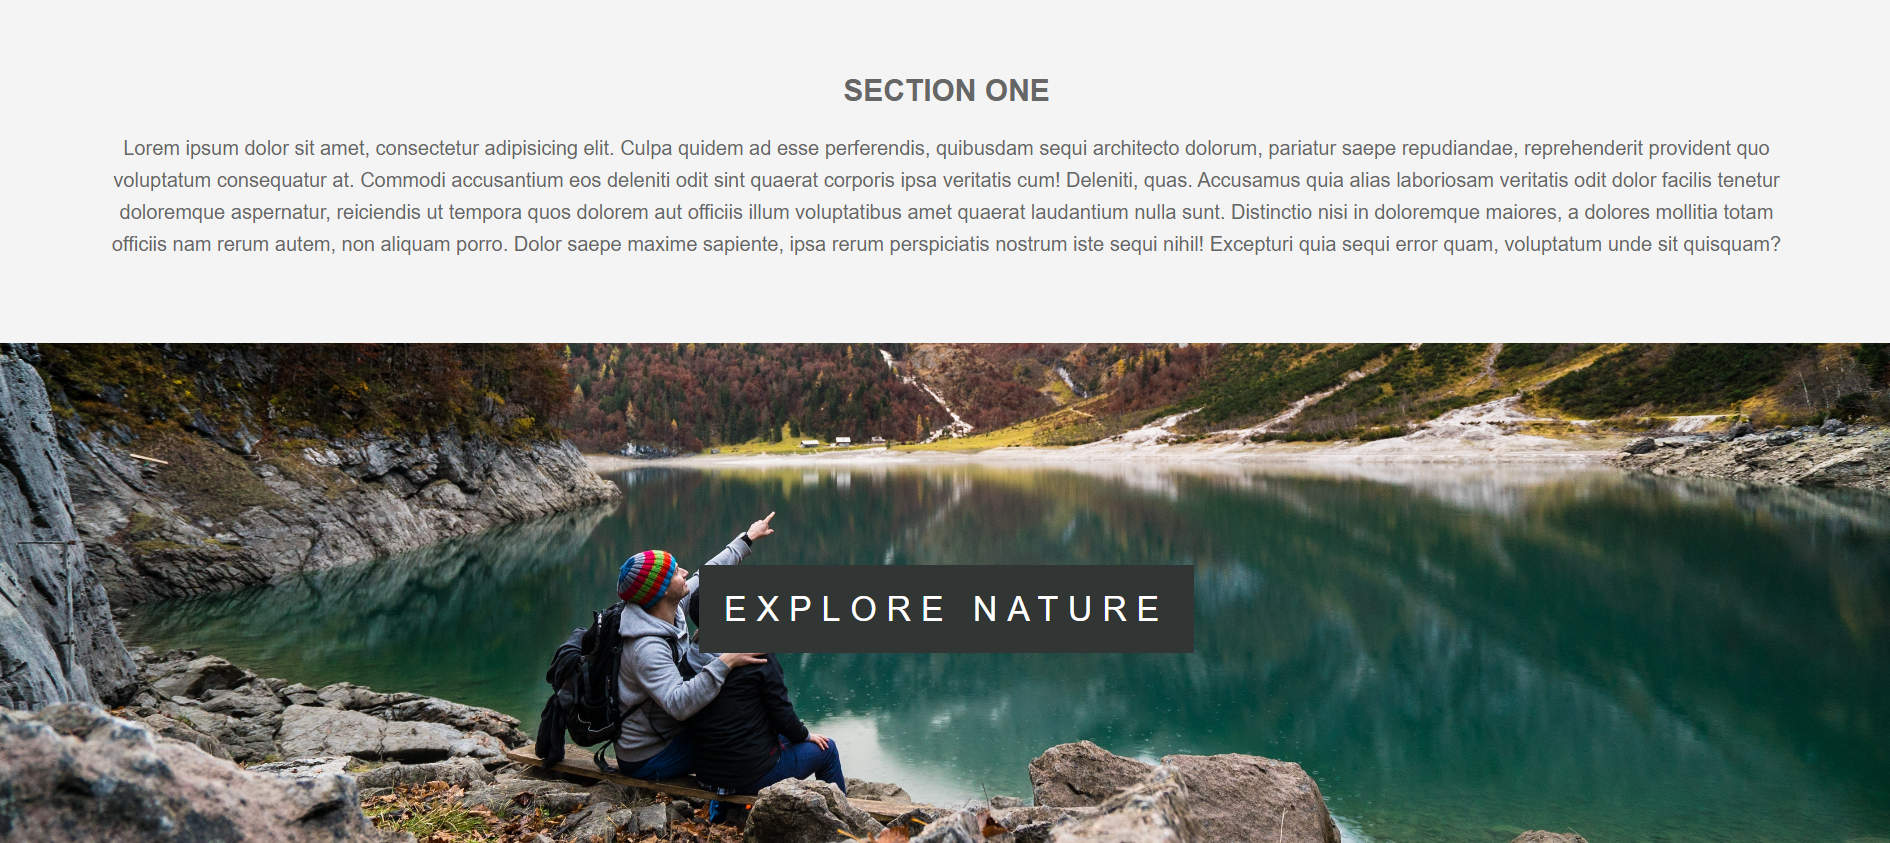 SECTION ONE
Lorem ipsum dolor sit amet, consectetur adipisicing elit. Culpa quidem ad esse perferendis, quibusdam sequi architecto dolorum, pariatur saepe repudiandae, reprehenderit provident quo
voluptatum consequatur at. Commodi accusantium eos deleniti odit sint quaerat corporis ipsa veritatis cum! Deleniti, quas. Accusamus quia alias laboriosam veritatis odit dolor facilis tenetur
doloremque aspernatur, reiciendis ut tempora quos dolorem aut officiis illum voluptatibus amet quaerat laudantium nulla sunt. Distinctio nisi in doloremque maiores, a dolores mollitia totam
officiis nam rerum autem, non aliquam porro. Dolor saepe maxime sapiente, ipsa rerum perspiciatis nostrum iste sequi nihil! Excepturi quia sequi error quam, voluptatum unde sit quisquam?
EXPLORE NATURE